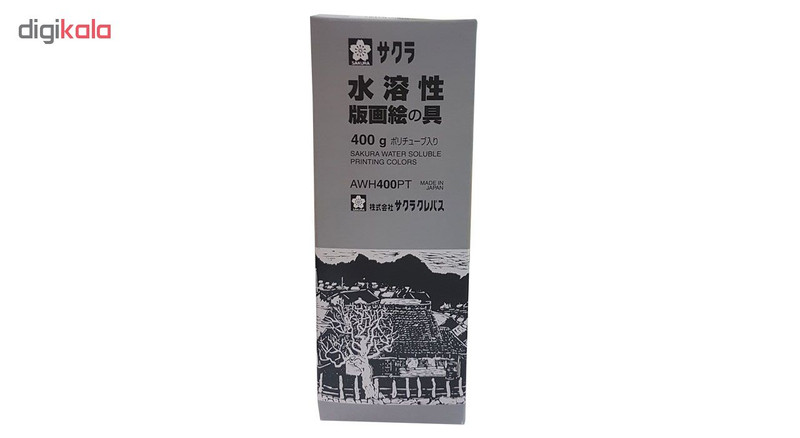 digikala
SAKURA サクラ
水溶性
版画絵の具
400 g ポリチューブ入り
SAKURA WATER SOLUBLE
PRINTING COLORS
AWH400PT MADE IN
JAPAN
株式会社 サクラクレパス